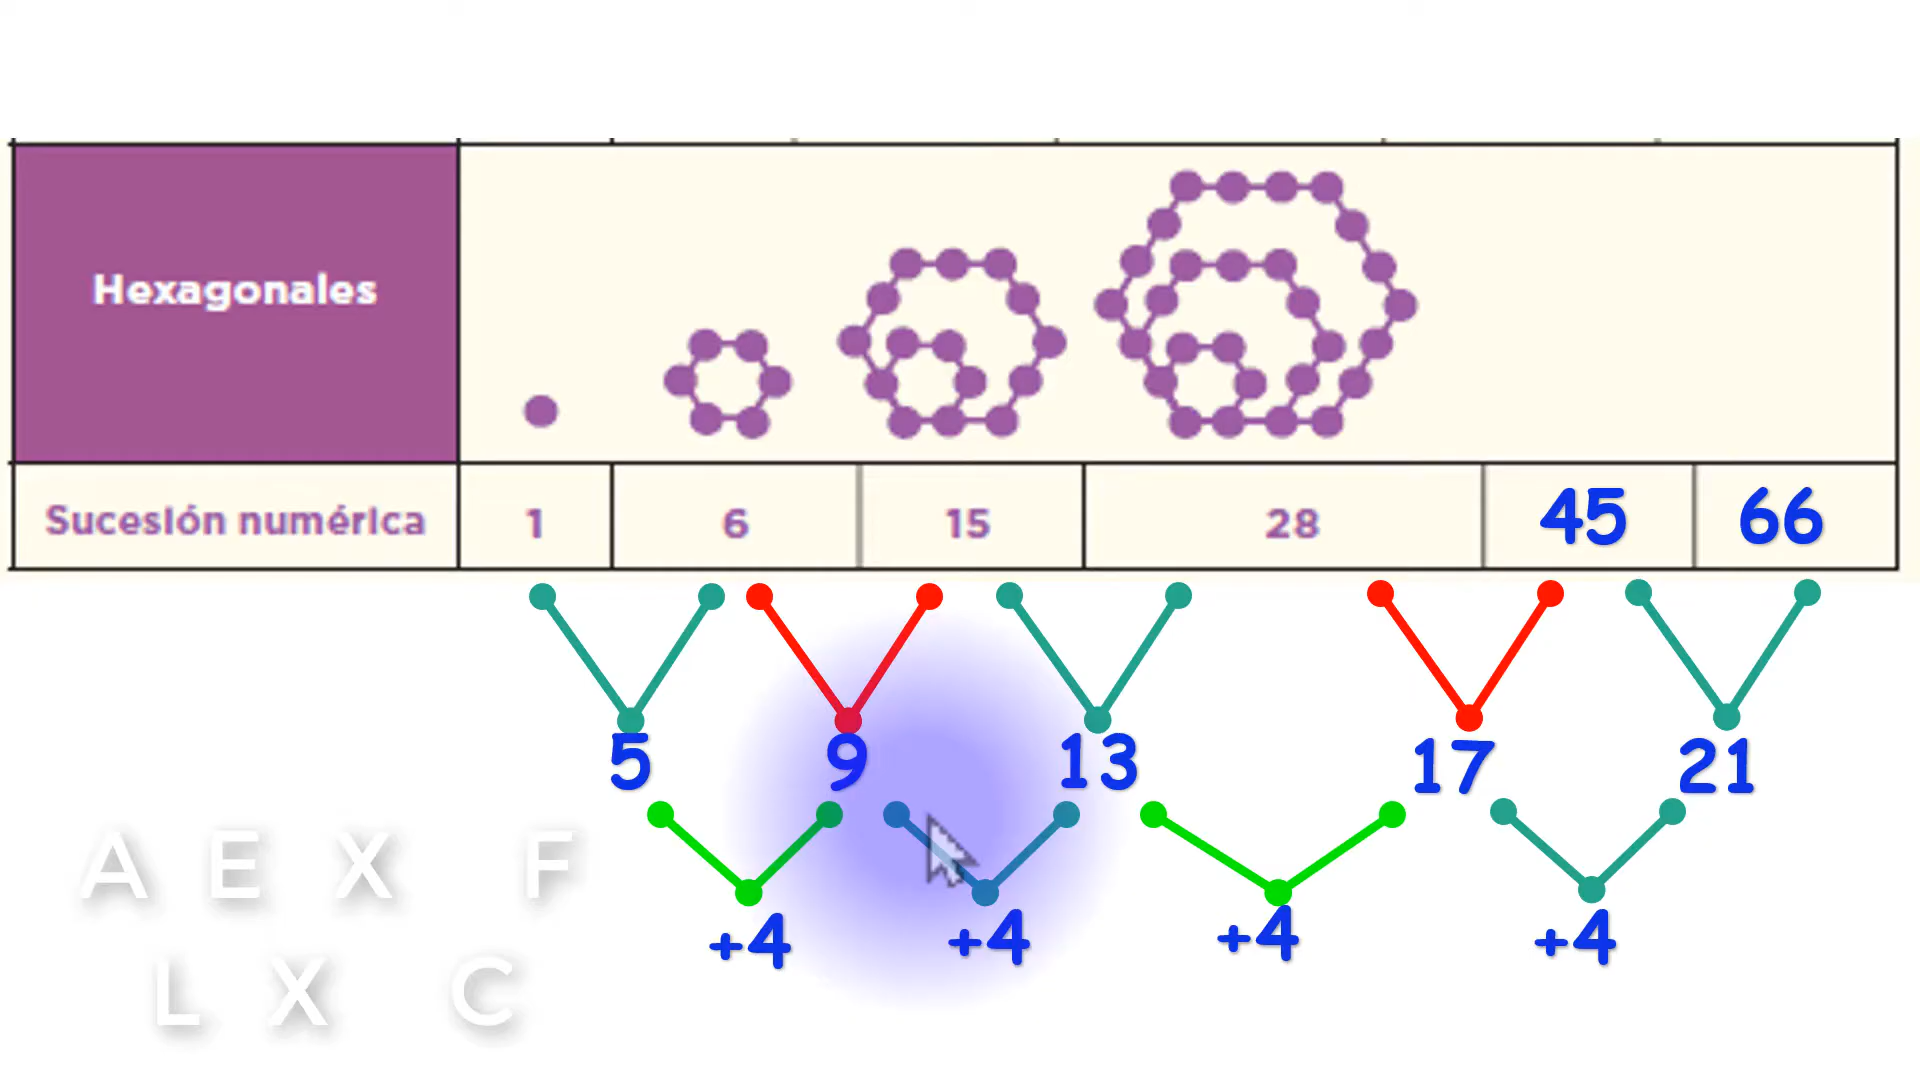 Hexagonales
Sucesión numérica 1 6 15 28 45 66
5 9 13 17 21
+4 +4 +4 +4
A E X F
L X C